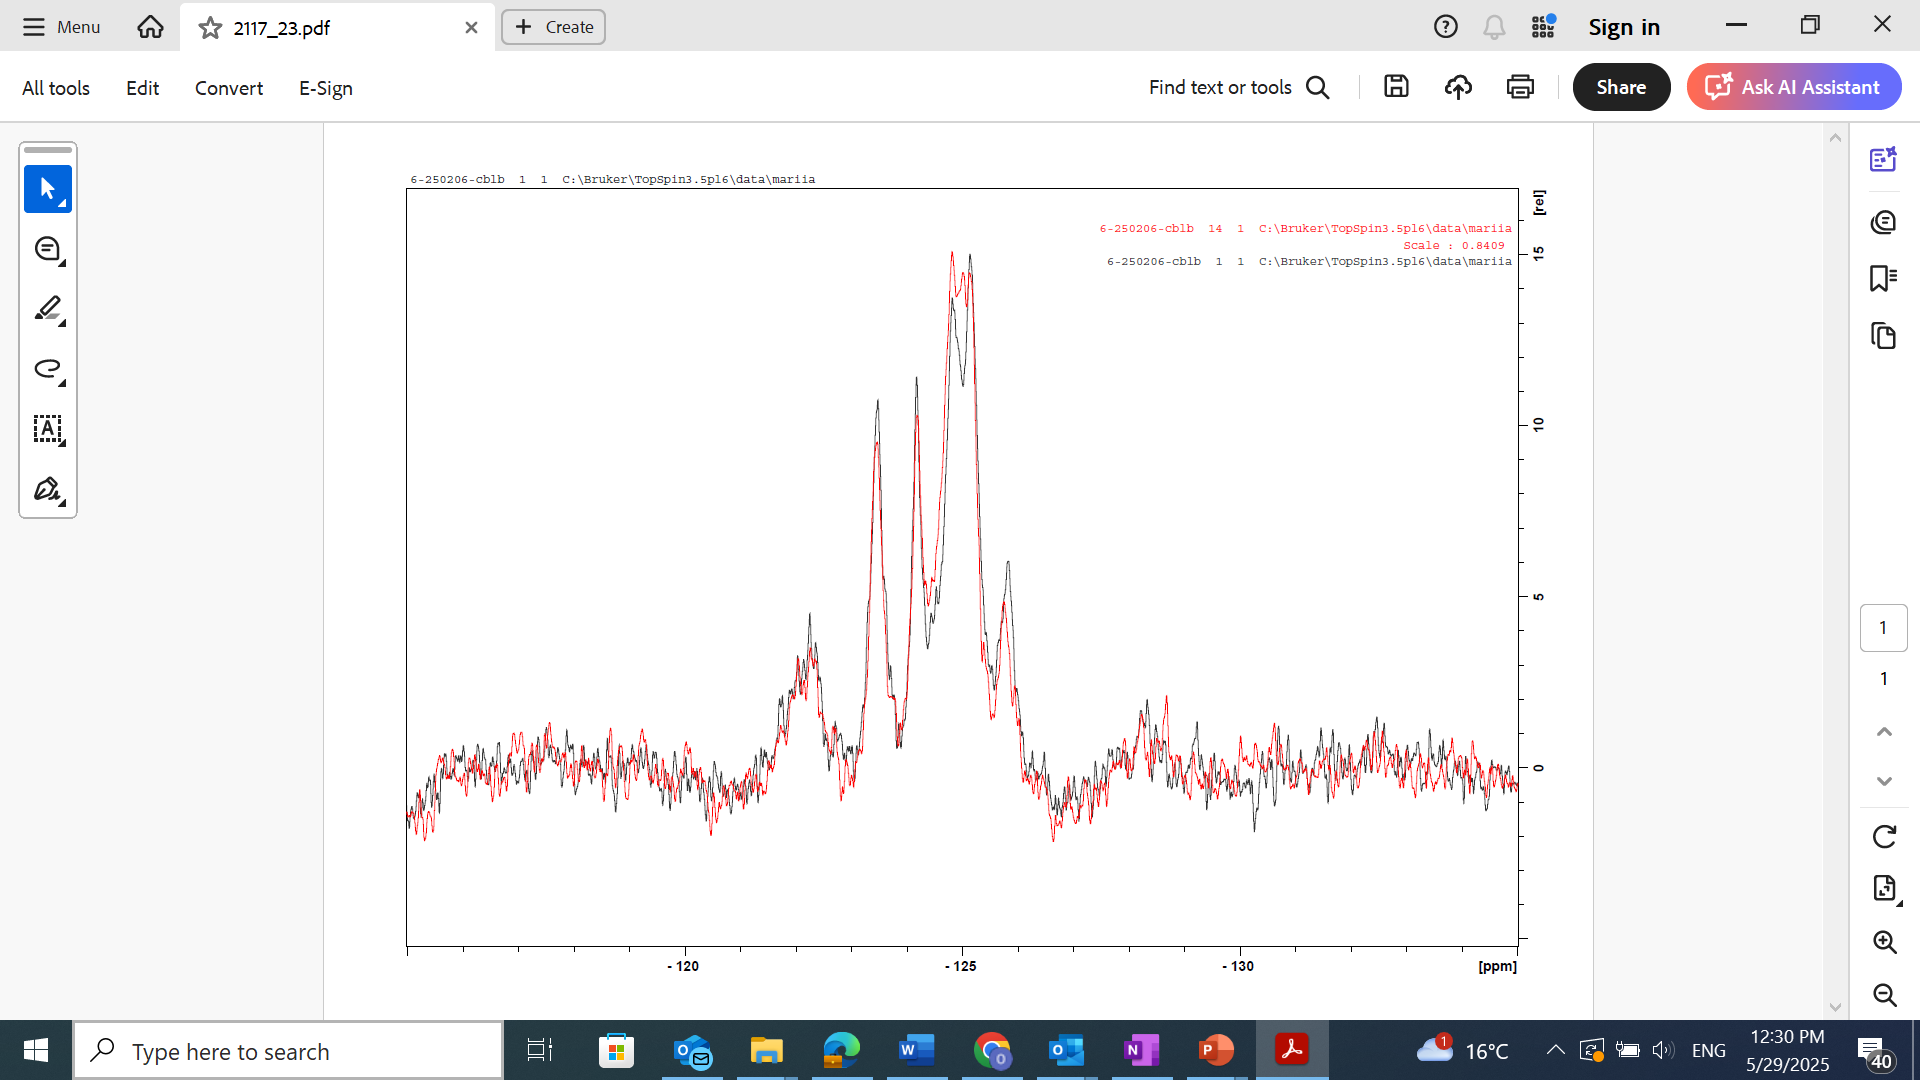 Menu
2117_23.pdf
Create
Sign in
All tools
Edit
Convert
E-Sign
Find text or tools
Share
Ask AI Assistant
6-250206-cblb 1 1 C:\Bruker\TopSpin3.5pl6\data\mariia
[rel]
6-250206-cblb 14 1 C:\Bruker\TopSpin3.5pl6\data\mariia
Scale : 0.8409
6-250206-cblb 1 1 C:\Bruker\TopSpin3.5pl6\data\mariia
15
10
5
0
- 120
- 125
- 130
[ppm]
1
1
Type here to search
1
16°C
ENG
12:30 PM
5/29/2025
40